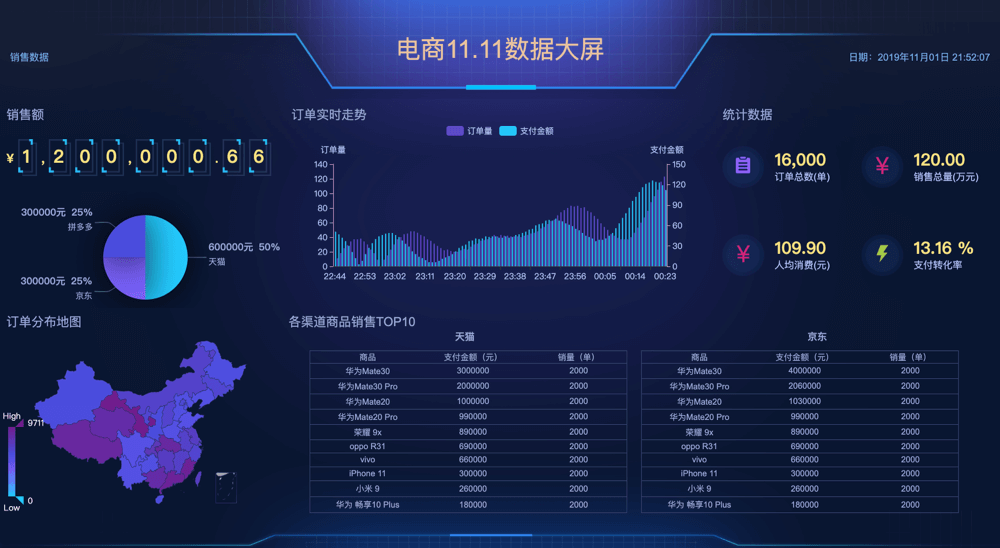 电商11.11数据大屏
销售数据
日期：2019年11月01日 21:52:07
销售额
¥1,200,000.66
300000元 25%
拼多多
600000元 50%
天猫
300000元 25%
京东
订单实时走势
订单量 支付金额
订单量 支付金额
140 150
120 120
100 90
80 60
60 30
40 0
20
0
22:44 22:53 23:02 23:11 23:20 23:29 23:38 23:47 23:56 00:05 00:14 00:23
统计数据
16,000
订单总数(单)
120.00
销售总量(万元)
109.90
人均消费(元)
13.16 %
支付转化率
订单分布地图
High
9711
0
Low
各渠道商品销售TOP10
天猫
商品 支付金额（元） 销量（单）
华为Mate30 3000000 2000
华为Mate30 Pro 2000000 2000
华为Mate20 1000000 2000
华为Mate20 Pro 990000 2000
荣耀 9x 890000 2000
oppo R31 690000 2000
vivo 660000 2000
iPhone 11 300000 2000
小米 9 260000 2000
华为 畅享10 Plus 180000 2000
京东
商品 支付金额（元） 销量（单）
华为Mate30 4000000 2000
华为Mate30 Pro 2060000 2000
华为Mate20 1030000 2000
华为Mate20 Pro 990000 2000
荣耀 9x 890000 2000
oppo R31 690000 2000
vivo 660000 2000
iPhone 11 300000 2000
小米 9 260000 2000
华为 畅享10 Plus 180000 2000